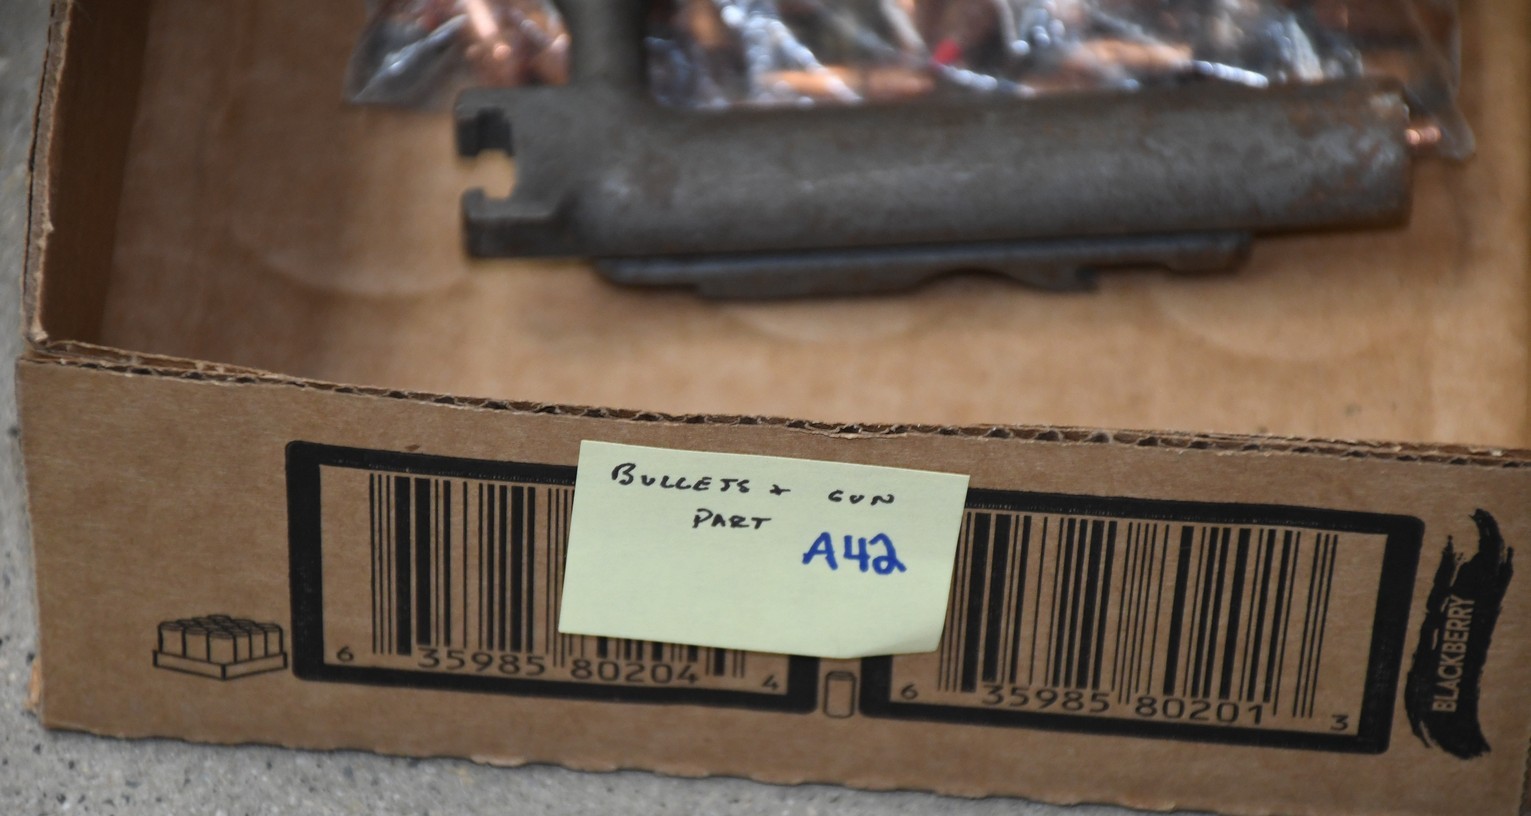 BULLETS + GUN
PART
A42
6 35985 80204 4
6 35985 80201 3
BLACKBERRY